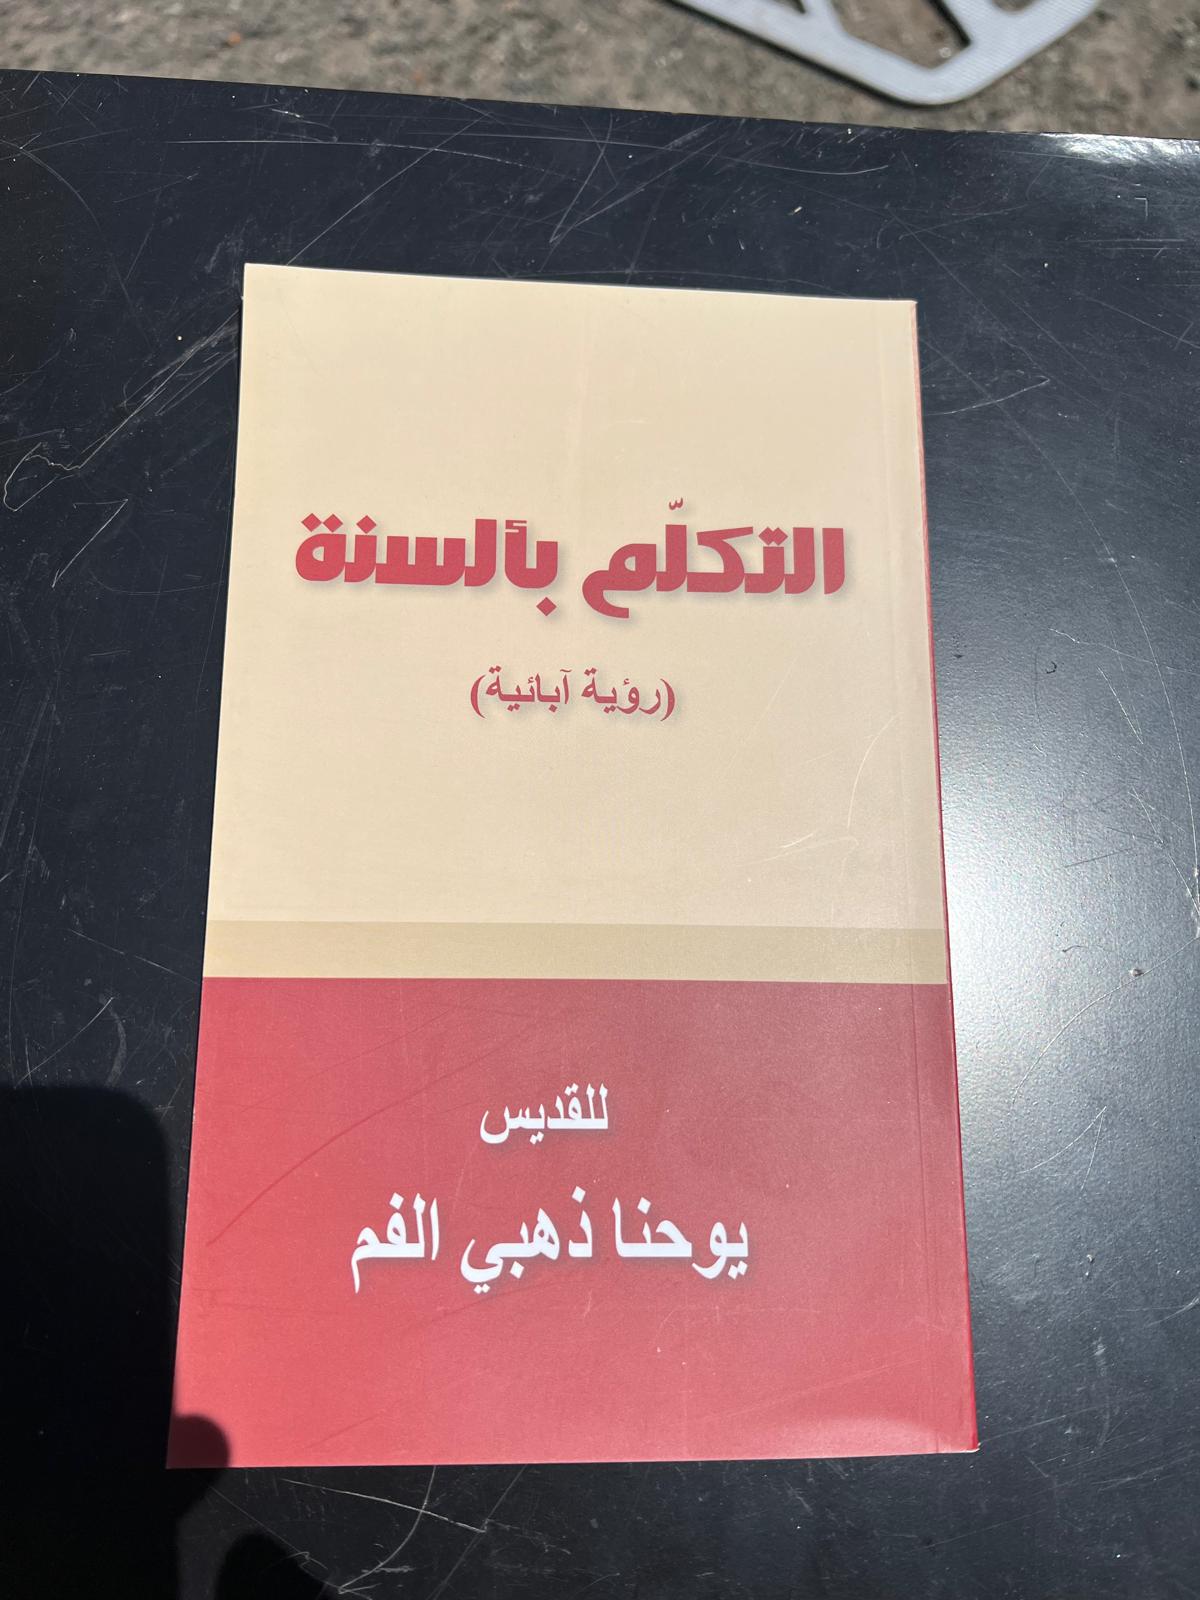 التكلّم بألسنة
(رؤية آبائية)
للقديس
يوحنا ذهبي الفم